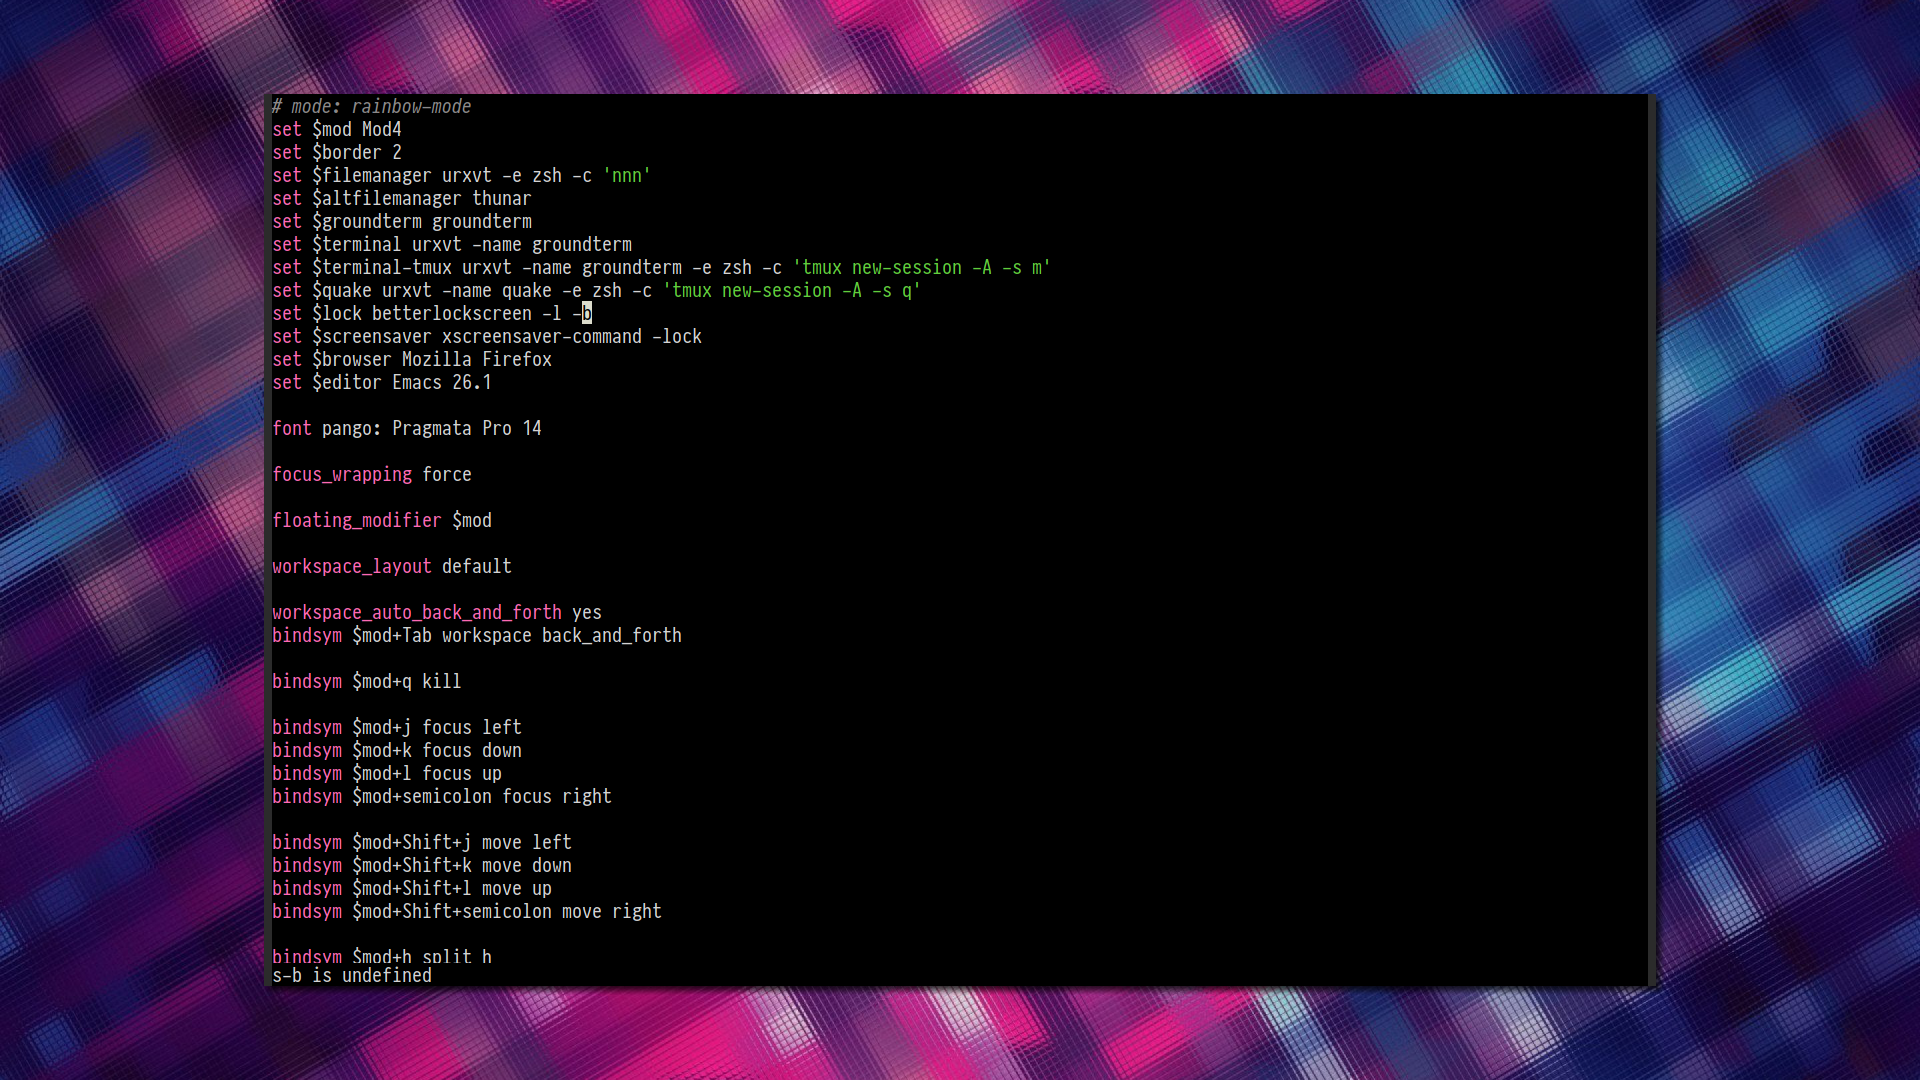 # mode: rainbow-mode
set $mod Mod4
set $border 2
set $filemanager urxvt -e zsh -c 'nnn'
set $altfilemanager thunar
set $groundterm groundterm
set $terminal urxvt -name groundterm
set $terminal-tmux urxvt -name groundterm -e zsh -c 'tmux new-session -A -s m'
set $quake urxvt -name quake -e zsh -c 'tmux new-session -A -s q'
set $lock betterlockscreen -l -b
set $screensaver xscreensaver-command -lock
set $browser Mozilla Firefox
set $editor Emacs 26.1
font pango: Pragmata Pro 14
focus_wrapping force
floating_modifier $mod
workspace_layout default
workspace_auto_back_and_forth yes
bindsym $mod+Tab workspace back_and_forth
bindsym $mod+q kill
bindsym $mod+j focus left
bindsym $mod+k focus down
bindsym $mod+l focus up
bindsym $mod+semicolon focus right
bindsym $mod+Shift+j move left
bindsym $mod+Shift+k move down
bindsym $mod+Shift+l move up
bindsym $mod+Shift+semicolon move right
bindsym $mod+h split h
s-b is undefined